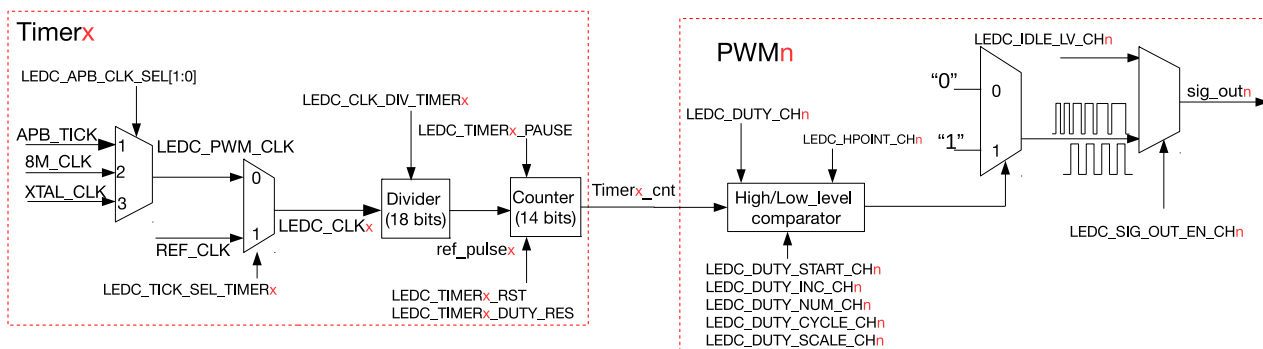 Timerx
LEDC_APB_CLK_SEL[1:0]
APB_TICK
8M_CLK
XTAL_CLK
1
2
3
LEDC_PWM_CLK
REF_CLK
0
1
LEDC_TICK_SEL_TIMERx
LEDC_CLKx
LEDC_CLK_DIV_TIMERx
Divider
(18 bits)
ref_pulsex
LEDC_TIMERx_PAUSE
Counter
(14 bits)
LEDC_TIMERx_RST
LEDC_TIMERx_DUTY_RES
Timerx_cnt
PWMn
LEDC_DUTY_CHn
LEDC_HPOINT_CHn
High/Low_level
comparator
LEDC_DUTY_START_CHn
LEDC_DUTY_INC_CHn
LEDC_DUTY_NUM_CHn
LEDC_DUTY_CYCLE_CHn
LEDC_DUTY_SCALE_CHn
“0”
“1”
0
1
LEDC_IDLE_LV_CHn
sig_outn
LEDC_SIG_OUT_EN_CHn